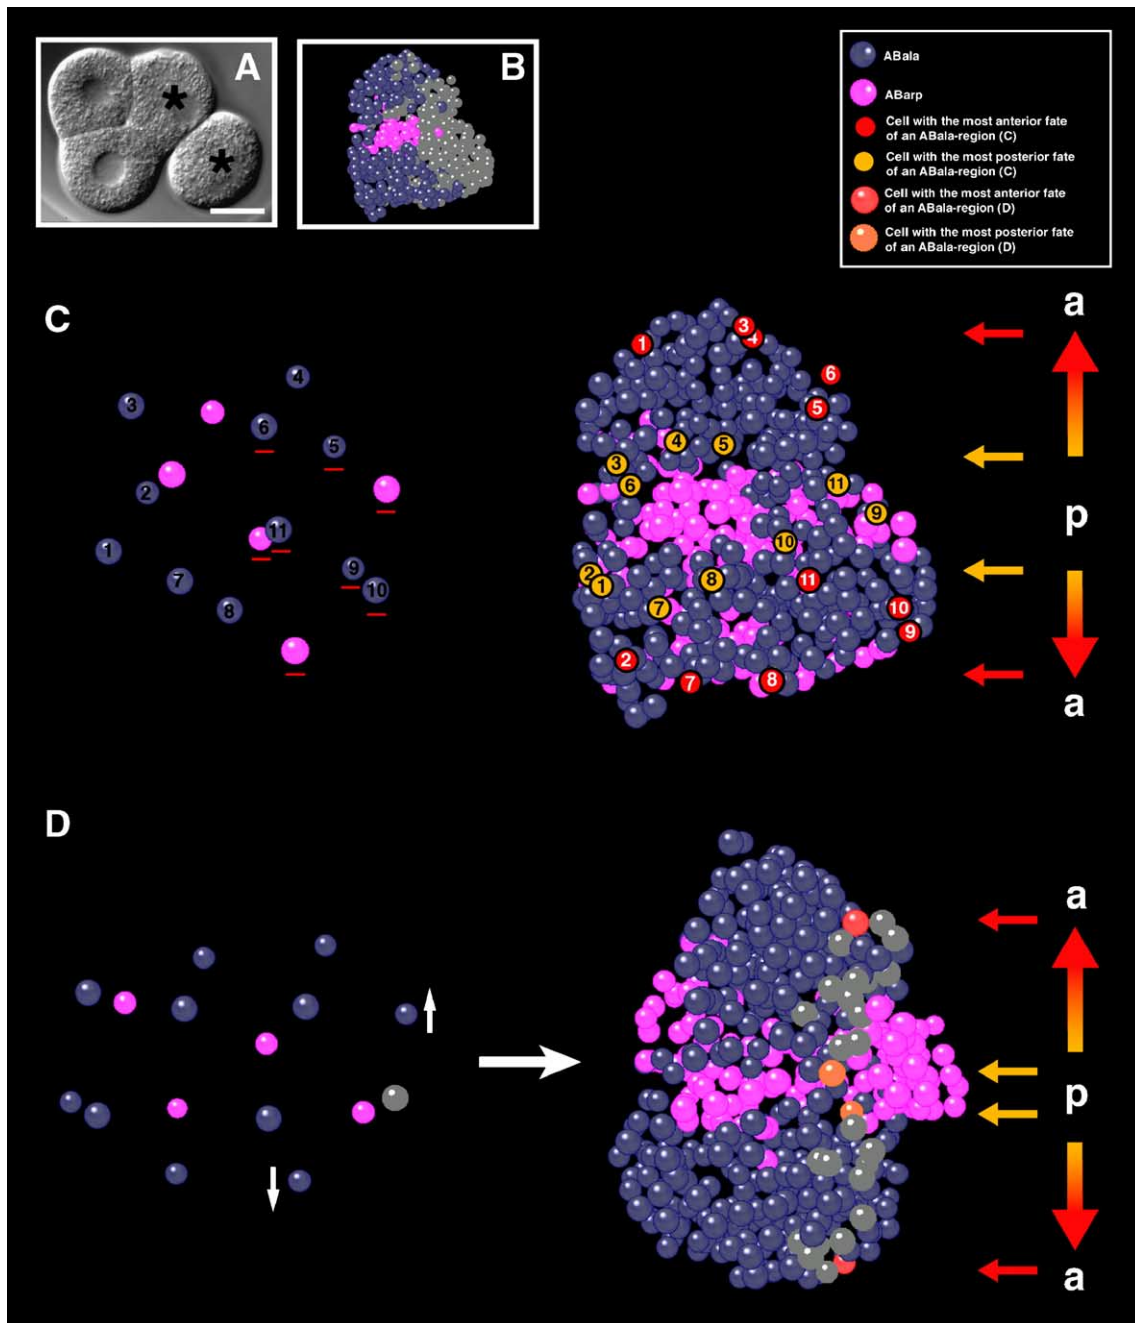 A
*
*
B
ABala
ABarp
Cell with the most anterior fate
of an ABala-region (C)
Cell with the most posterior fate
of an ABala-region (C)
Cell with the most anterior fate
of an ABala-region (D)
Cell with the most posterior fate
of an ABala-region (D)
C
4
3
6
5
2
11
1
7
9
10
8
3
4
1
6
5
4
5
3
6
11
9
10
2
1
8
11
7
10
9
2
7
8
a
p
a
D
a
p
a